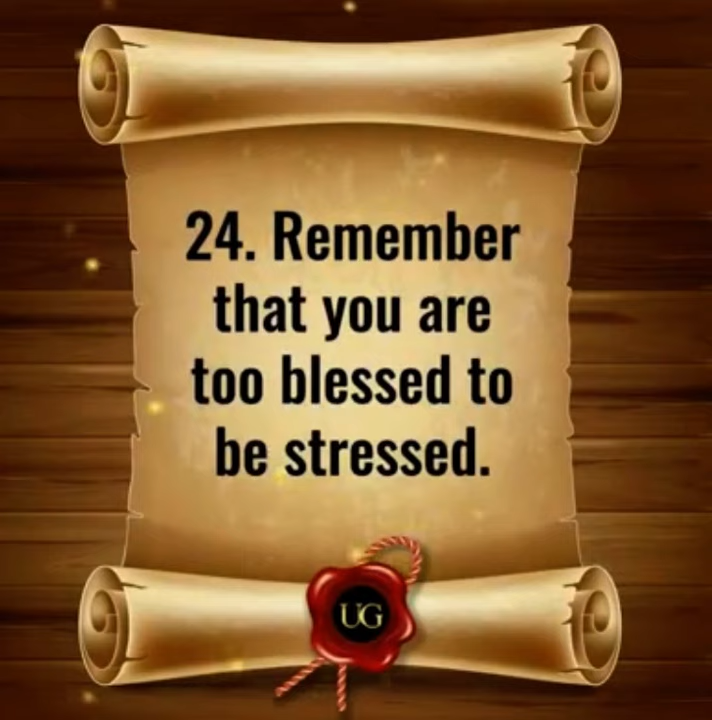 24. Remember
that you are
too blessed to
be stressed.
UG